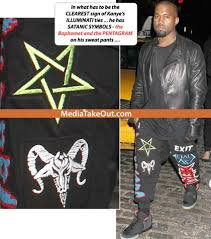 In what has to be the
CLEAREST sign of Kanye's
ILLUMINATI ties ... he has
SATANIC SYMBOLS - the
Baphamet and the PENTAGRAM
on his sweat pants ....
MediaTakeOut.com
EXIT